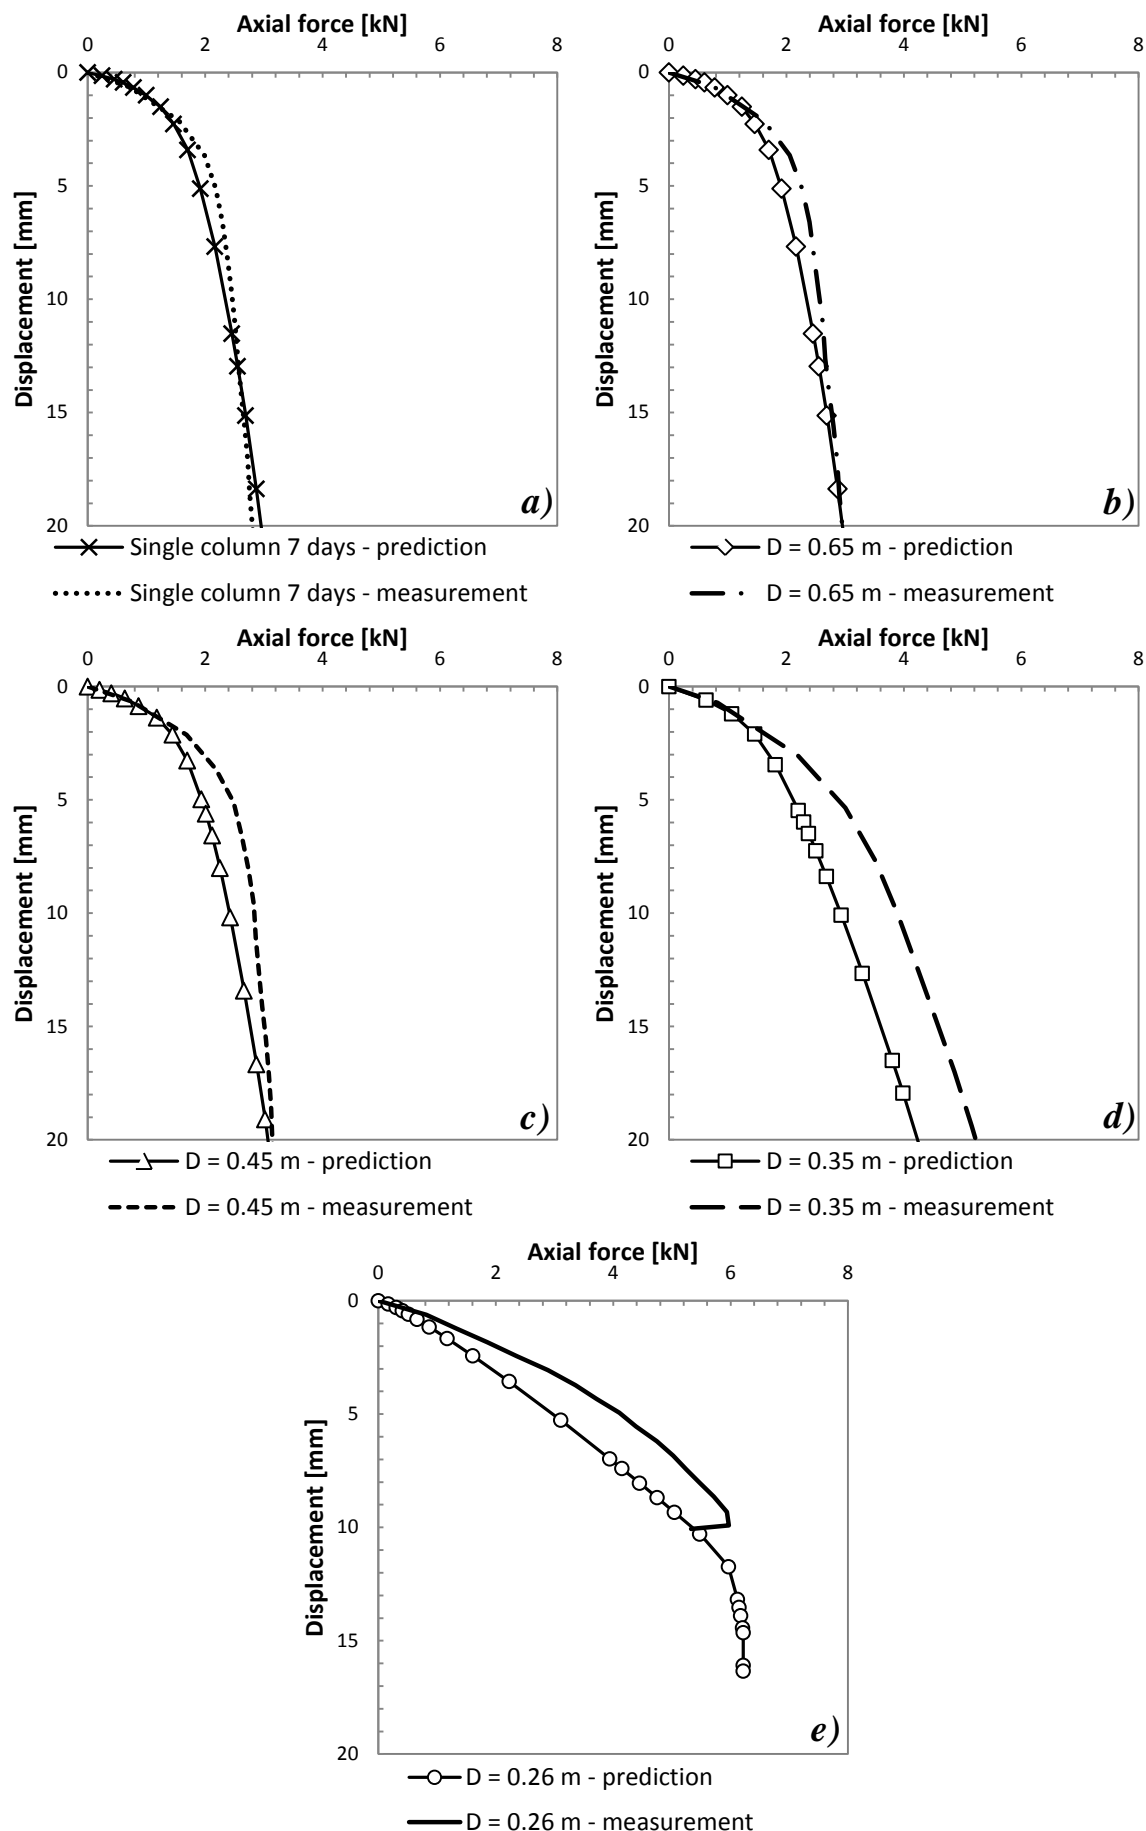 Axial force [kN] Axial force [kN]
0 2 4 6 8 0 2 4 6 8
0 0
5 5
10 10
15 15
20 20
Displacement [mm] Displacement [mm]
a) b)
Single column 7 days - prediction D = 0.65 m - prediction
Single column 7 days - measurement D = 0.65 m - measurement
Axial force [kN] Axial force [kN]
0 2 4 6 8 0 2 4 6 8
0 0
5 5
10 10
15 15
20 20
Displacement [mm] Displacement [mm]
c) d)
D = 0.45 m - prediction D = 0.35 m - prediction
D = 0.45 m - measurement D = 0.35 m - measurement
Axial force [kN]
0 2 4 6 8
0
5
10
15
20
Displacement [mm]
e)
D = 0.26 m - prediction
D = 0.26 m - measurement